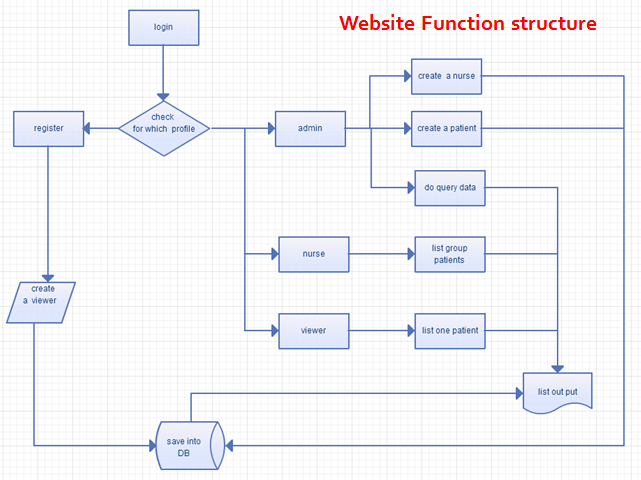 Website Function structure
login
create a nurse
check
for which profile
register
admin
create a patient
do query data
nurse
list group
patients
create
a viewer
viewer
list one patient
list out put
save into
DB